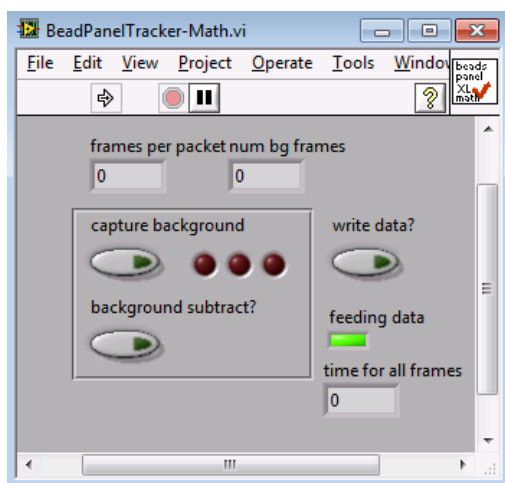 BeadPanelTracker-Math.vi
File Edit View Project Operate Tools Window
beads
panel
XL
math
?
frames per packet num bg frames
0 0
capture background write data?
background subtract?
feeding data
time for all frames
0